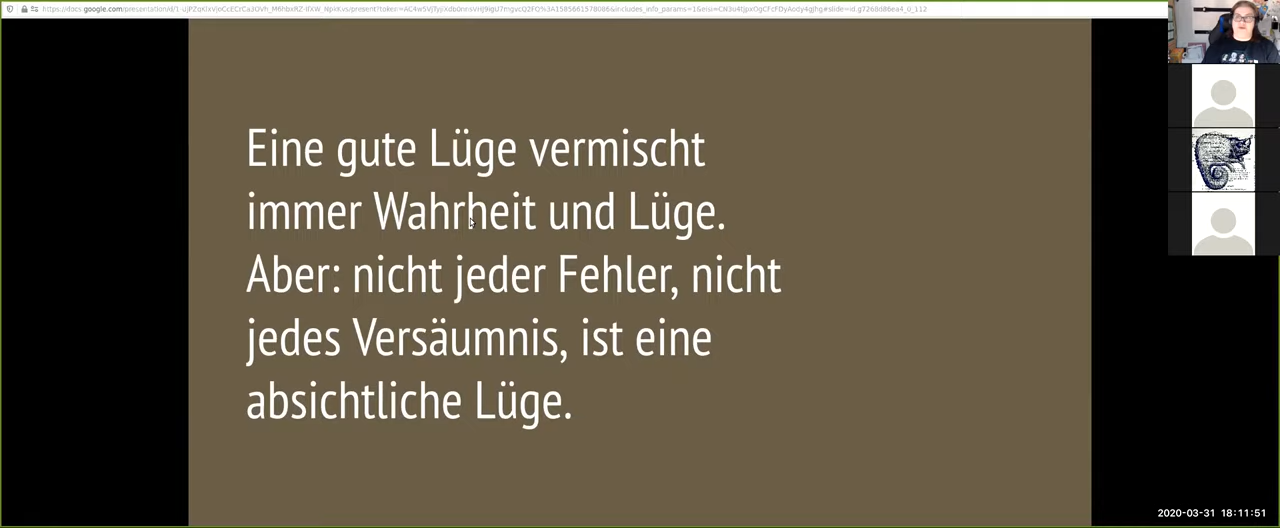 Eine gute Lüge vermischt
immer Wahrheit und Lüge.
Aber: nicht jeder Fehler, nicht
jedes Versäumnis, ist eine
absichtliche Lüge.
2020-03-31 18:11:51